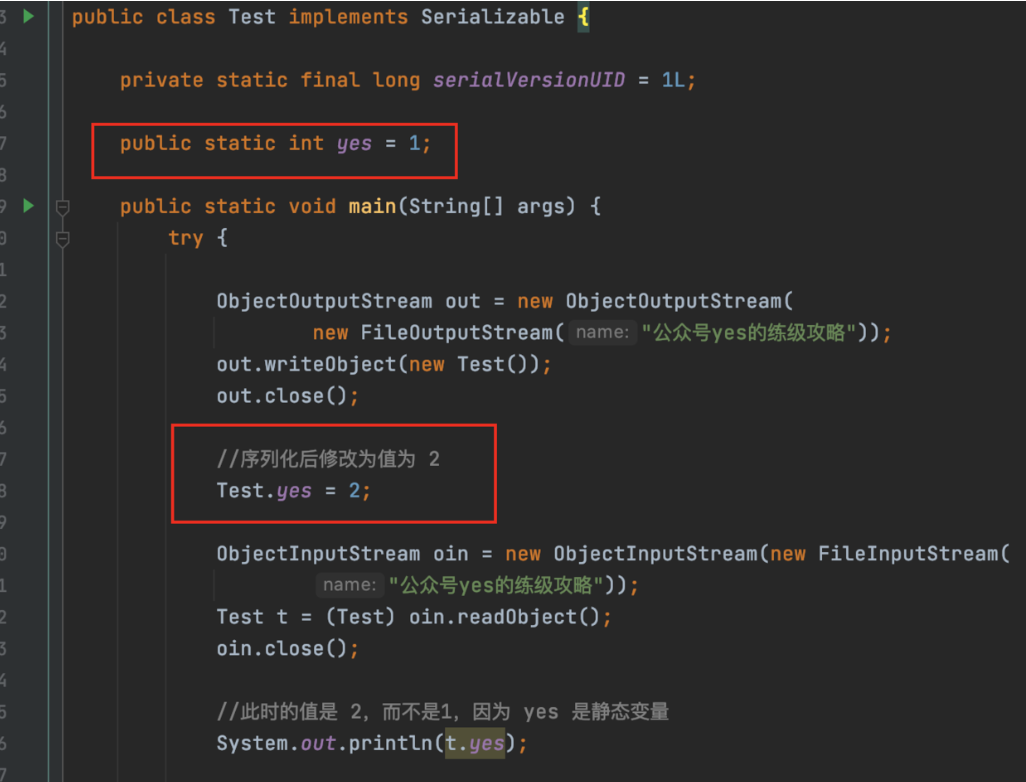 3 public class Test implements Serializable {
4
5 private static final long serialVersionUID = 1L;
6
7 public static int yes = 1;
8
9 public static void main(String[] args) {
0 try {
1
2 ObjectOutputStream out = new ObjectOutputStream(
3 new FileOutputStream( name: "公众号yes的练级攻略"));
4 out.writeObject(new Test());
5 out.close();
6
7 //序列化后修改为值为 2
8 Test.yes = 2;
9
0 ObjectInputStream oin = new ObjectInputStream(new FileInputStream(
1 name: "公众号yes的练级攻略"));
2 Test t = (Test) oin.readObject();
3 oin.close();
4
5 //此时的值是 2，而不是1，因为 yes 是静态变量
6 System.out.println(t.yes);
7